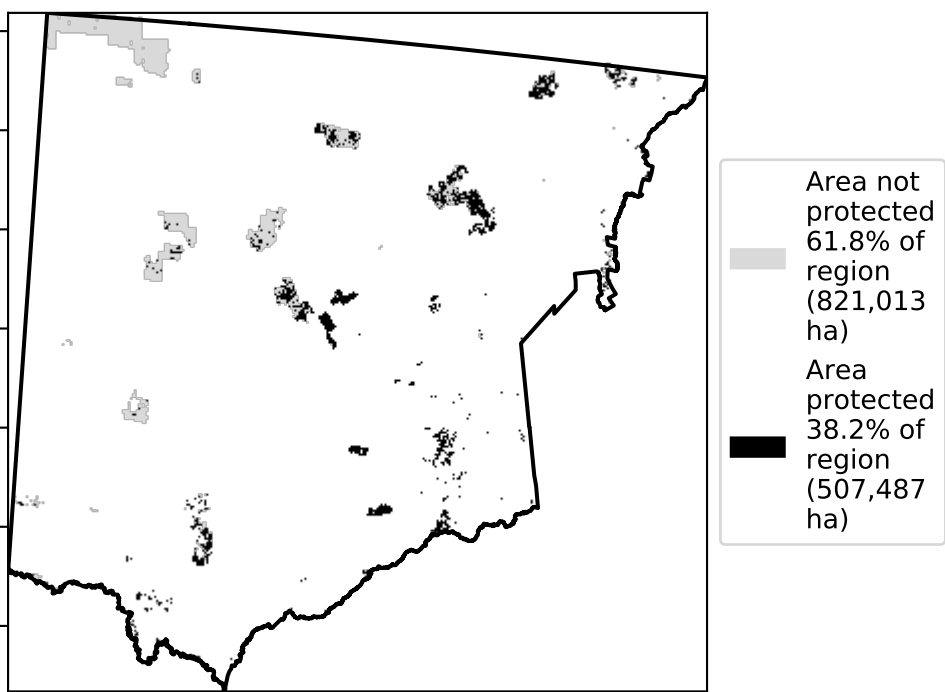 Area not
protected
61.8% of
region
(821,013
ha)
Area
protected
38.2% of
region
(507,487
ha)